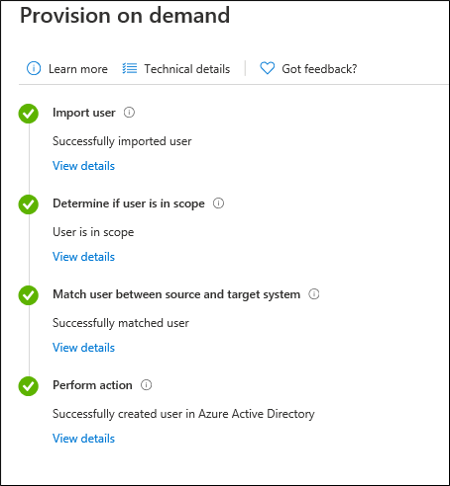 Provision on demand
Learn more Technical details Got feedback?
Import user
Successfully imported user
View details
Determine if user is in scope
User is in scope
View details
Match user between source and target system
Successfully matched user
View details
Perform action
Successfully created user in Azure Active Directory
View details